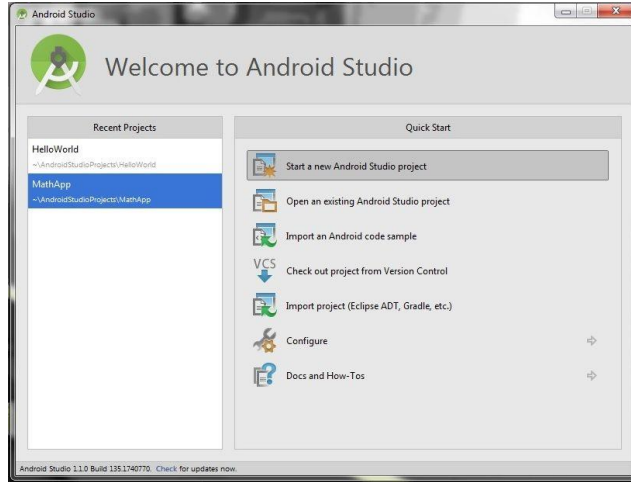 Android Studio
Welcome to Android Studio
Recent Projects
HelloWorld
~\AndroidStudioProjects\HelloWorld
MathApp
~\AndroidStudioProjects\MathApp
Quick Start
Start a new Android Studio project
Open an existing Android Studio project
Import an Android code sample
VCS
Check out project from Version Control
Import project (Eclipse ADT, Gradle, etc.)
Configure
Docs and How-Tos
Android Studio 1.1.0 Build 135.1740770. Check for updates now.